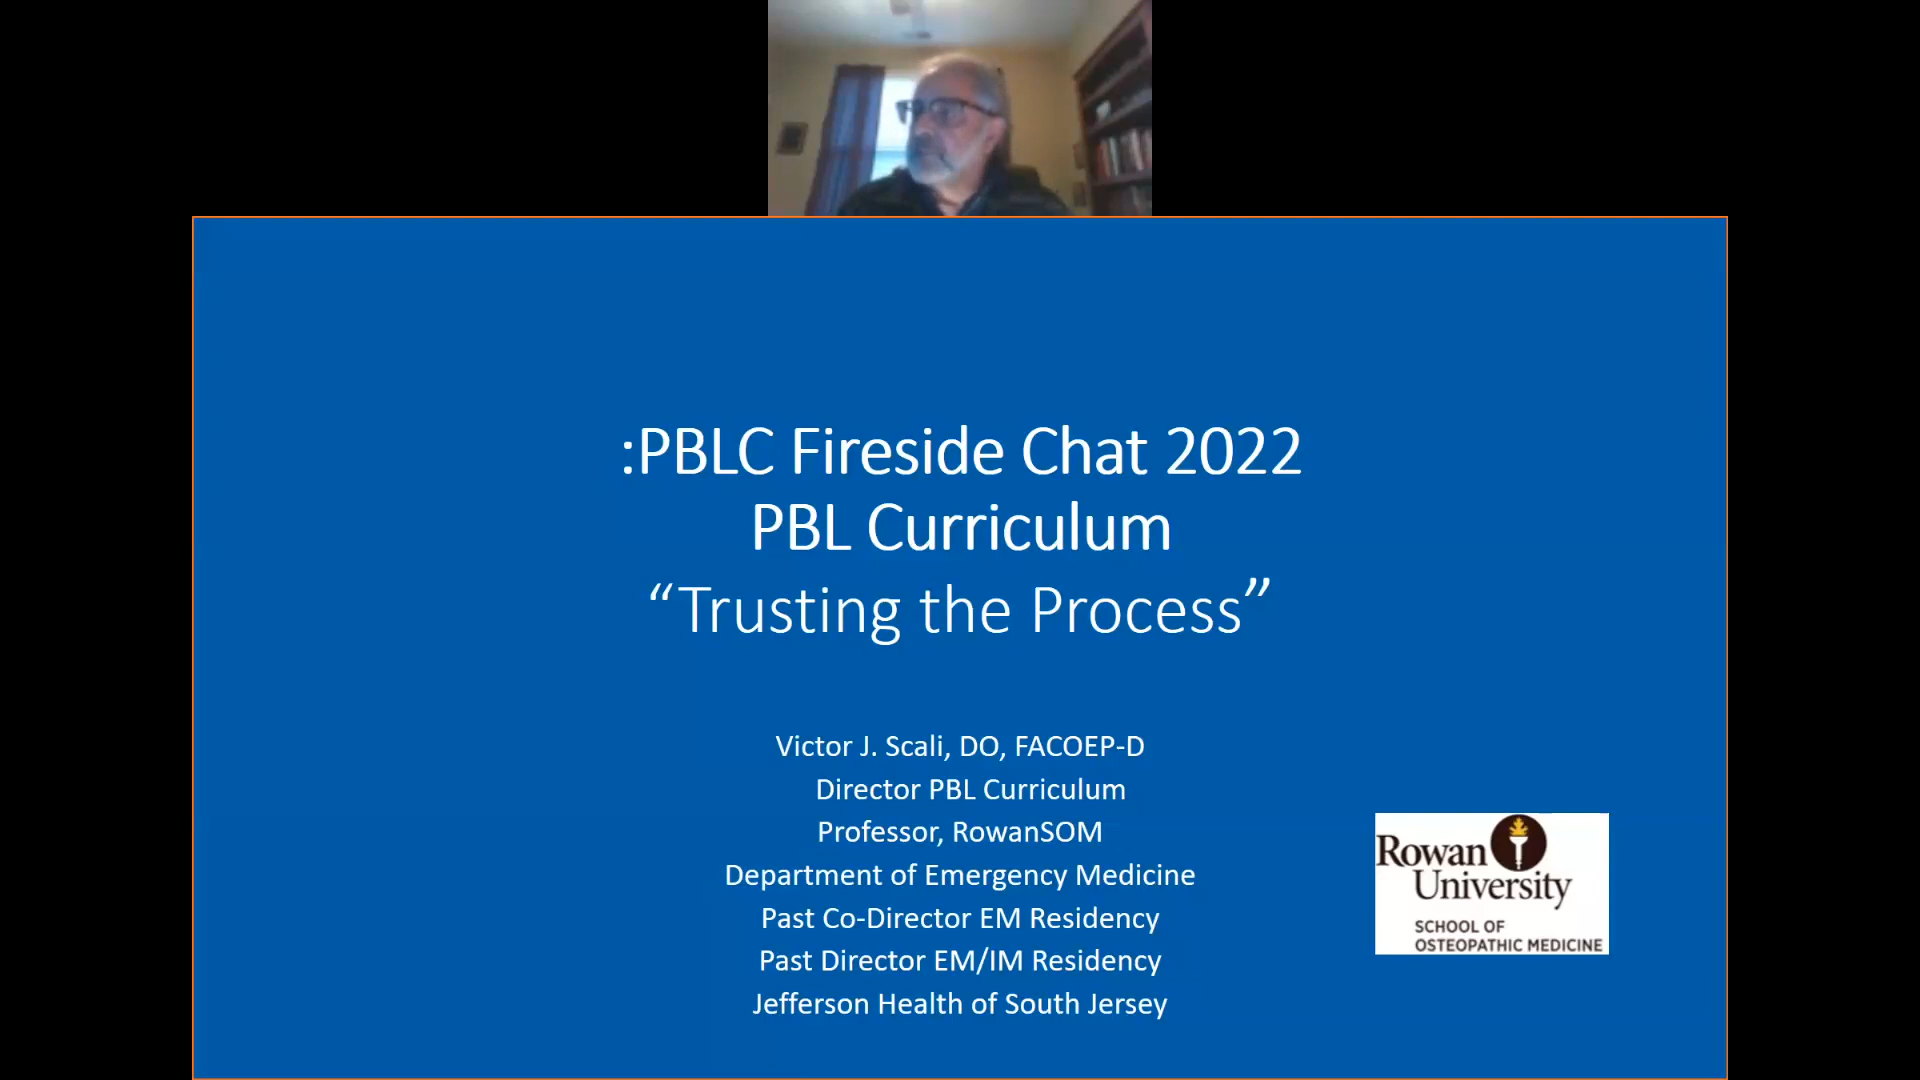 :PBLC Fireside Chat 2022
PBL Curriculum
“Trusting the Process”
Victor J. Scali, DO, FACOEP-D
Director PBL Curriculum
Professor, RowanSOM
Department of Emergency Medicine
Past Co-Director EM Residency
Past Director EM/IM Residency
Jefferson Health of South Jersey
Rowan
University
SCHOOL OF
OSTEOPATHIC MEDICINE